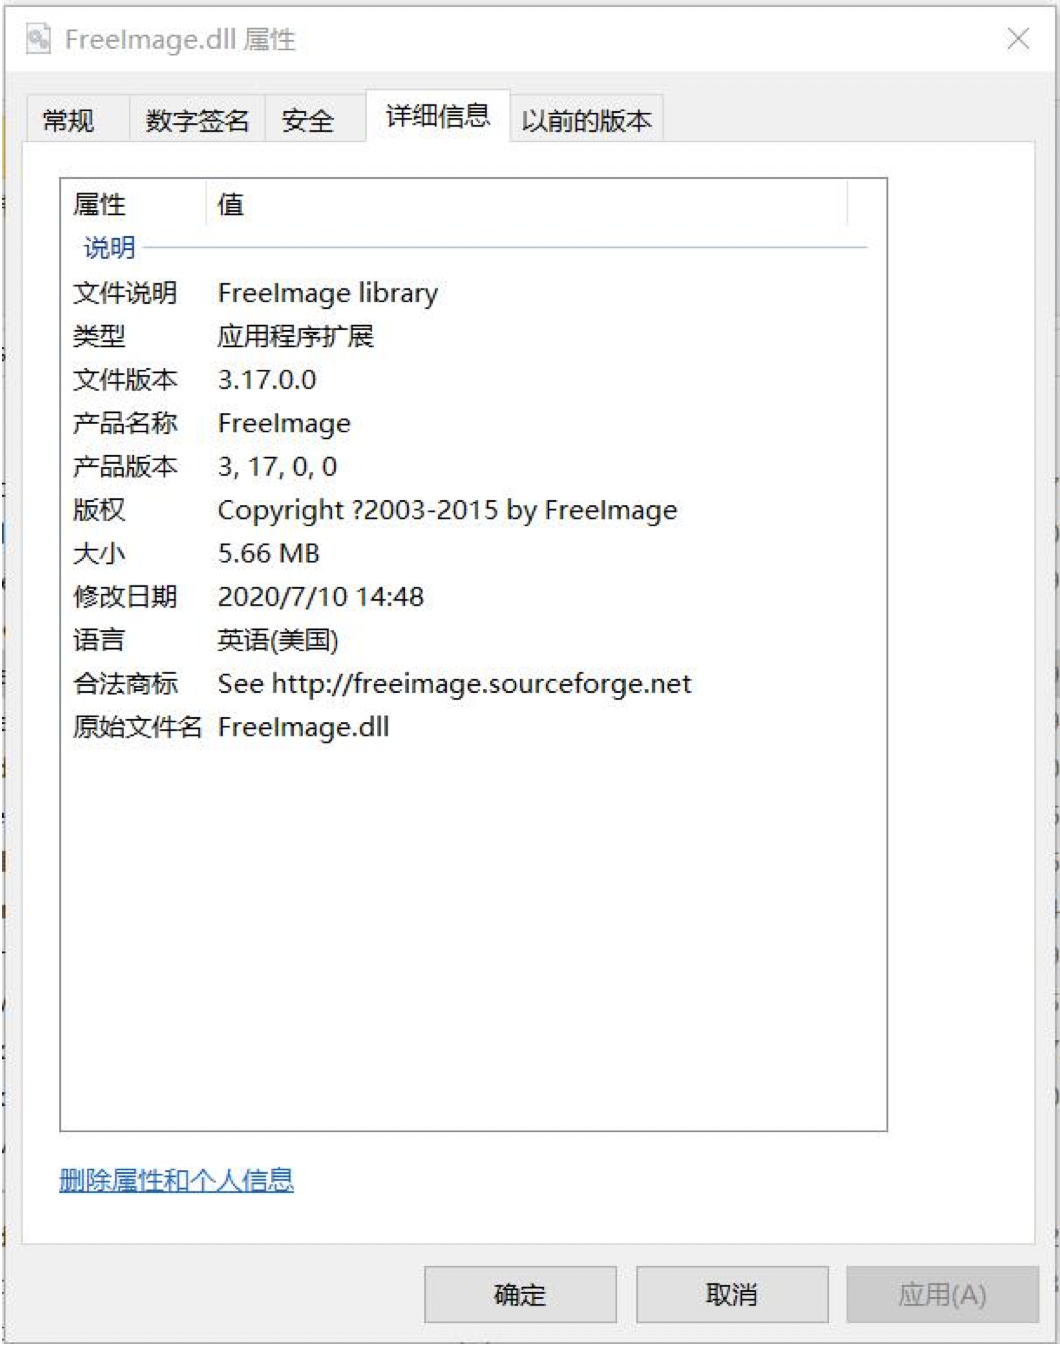 FreeImage.dll 属性
常规 数字签名 安全 详细信息 以前的版本
属性 值
说明
文件说明 FreeImage library
类型 应用程序扩展
文件版本 3.17.0.0
产品名称 FreeImage
产品版本 3, 17, 0, 0
版权 Copyright ?2003-2015 by FreeImage
大小 5.66 MB
修改日期 2020/7/10 14:48
语言 英语(美国)
合法商标 See http://freeimage.sourceforge.net
原始文件名 FreeImage.dll
删除属性和个人信息
确定 取消 应用(A)